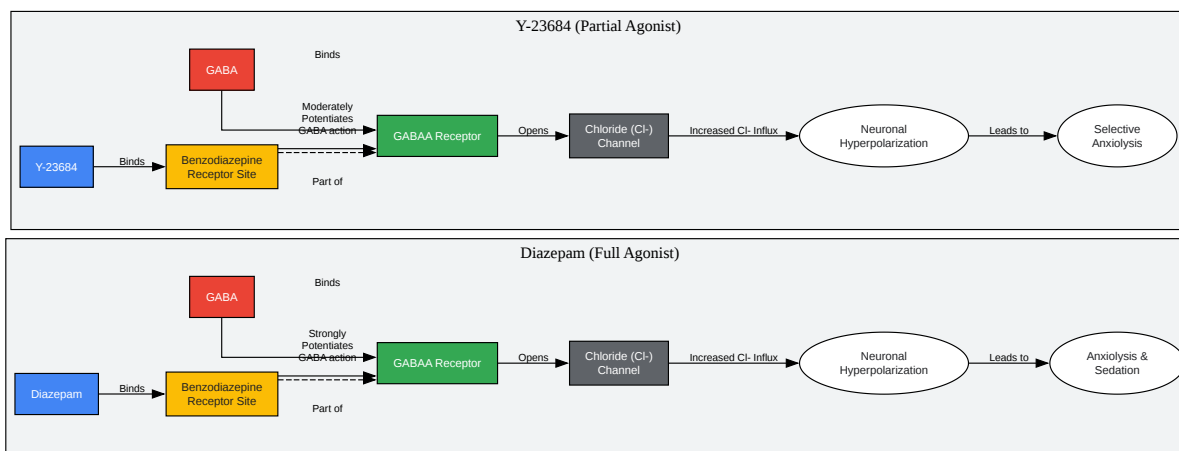 Y-23684 (Partial Agonist)
GABA
Binds
Moderately
Potentiates
GABA action
GABAA Receptor
Opens
Chloride (Cl-)
Channel
Increased Cl- Influx
Neuronal
Hyperpolarization
Leads to
Selective
Anxiolysis
Y-23684
Binds
Benzodiazepine
Receptor Site
Part of
Diazepam (Full Agonist)
GABA
Binds
Strongly
Potentiates
GABA action
GABAA Receptor
Opens
Chloride (Cl-)
Channel
Increased Cl- Influx
Neuronal
Hyperpolarization
Leads to
Anxiolysis &
Sedation
Diazepam
Binds
Benzodiazepine
Receptor Site
Part of